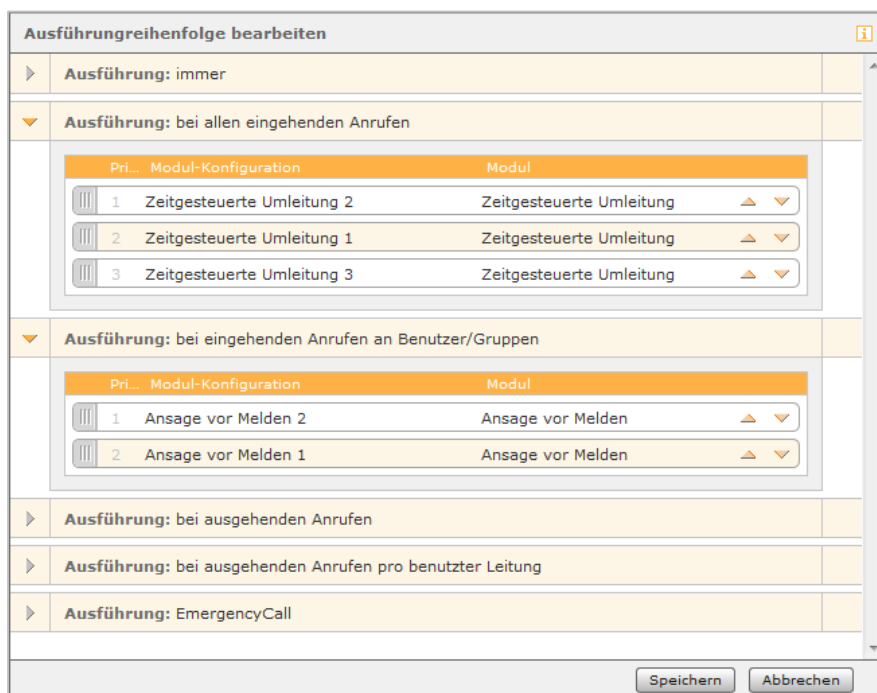 Ausführungreihenfolge bearbeiten
Ausführung: immer
Ausführung: bei allen eingehenden Anrufen
Pri... Modul-Konfiguration Modul
1 Zeitgesteuerte Umleitung 2 Zeitgesteuerte Umleitung
2 Zeitgesteuerte Umleitung 1 Zeitgesteuerte Umleitung
3 Zeitgesteuerte Umleitung 3 Zeitgesteuerte Umleitung
Ausführung: bei eingehenden Anrufen an Benutzer/Gruppen
Pri... Modul-Konfiguration Modul
1 Ansage vor Melden 2 Ansage vor Melden
2 Ansage vor Melden 1 Ansage vor Melden
Ausführung: bei ausgehenden Anrufen
Ausführung: bei ausgehenden Anrufen pro benutzter Leitung
Ausführung: EmergencyCall
Speichern Abbrechen